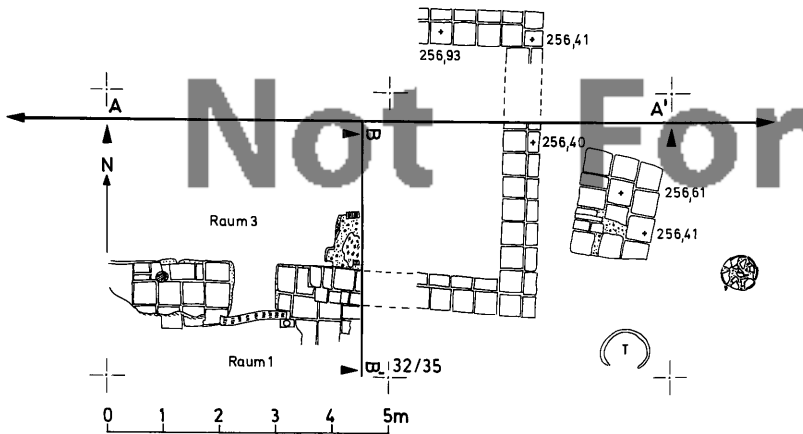 256,41
256,93
A
A'
Not For
B
N
256,40
256,61
Raum 3
256,41
T
Raum 1
B- 32/35
0 1 2 3 4 5m